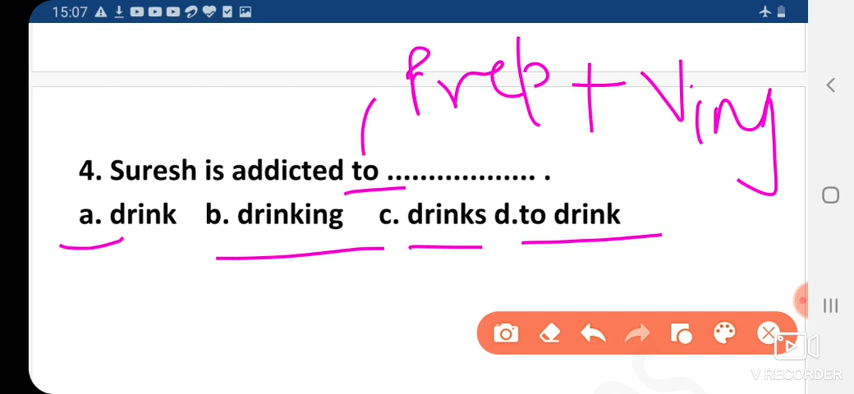 15:07
Prep + Ving
4. Suresh is addicted to .................. .
a. drink b. drinking c. drinks d.to drink
V RECORDER